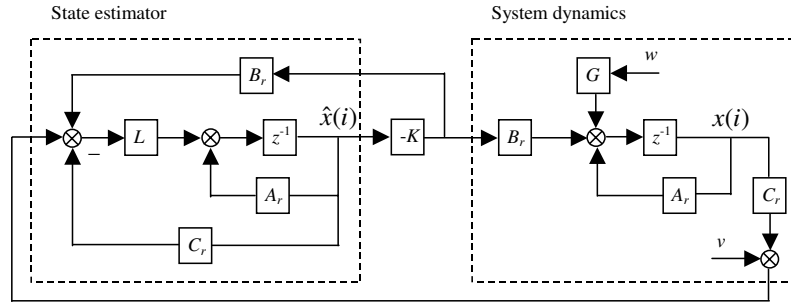 State estimator
System dynamics
B_r
G
w
x̂(i)
x(i)
−
L
z⁻¹
-K
B_r
z⁻¹
A_r
A_r
C_r
C_r
v